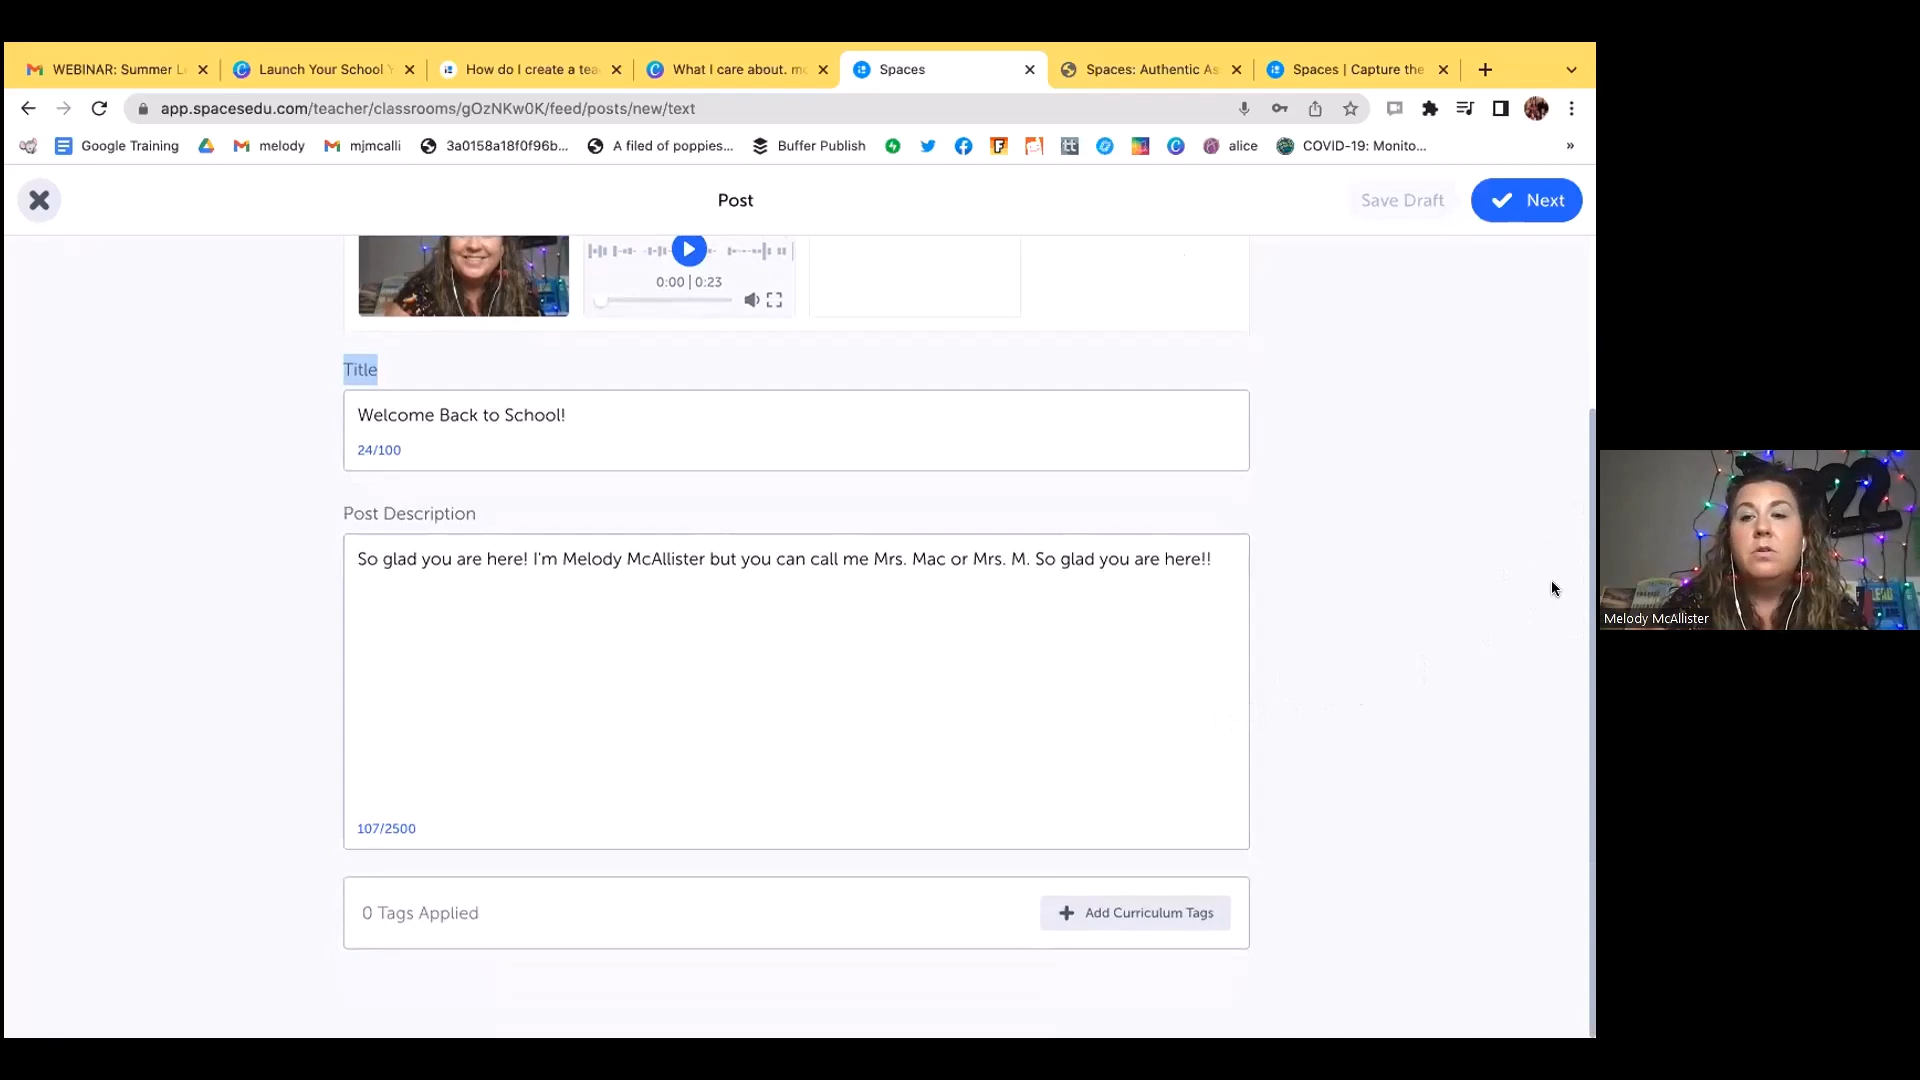 WEBINAR: Summer L
Launch Your School
How do I create a tea
What I care about. mo
Spaces
Spaces: Authentic As
Spaces | Capture the
app.spacesedu.com/teacher/classrooms/gOzNKw0K/feed/posts/new/text
Google Training
melody
mjmcalli
3a0158a18f0f96b...
A filed of poppies...
Buffer Publish
alice
COVID-19: Monito...
»
Post
Save Draft
Next
0:00 | 0:23
Title
Welcome Back to School!
24/100
Post Description
So glad you are here! I'm Melody McAllister but you can call me Mrs. Mac or Mrs. M. So glad you are here!!
107/2500
0 Tags Applied
Add Curriculum Tags
22
Melody McAllister